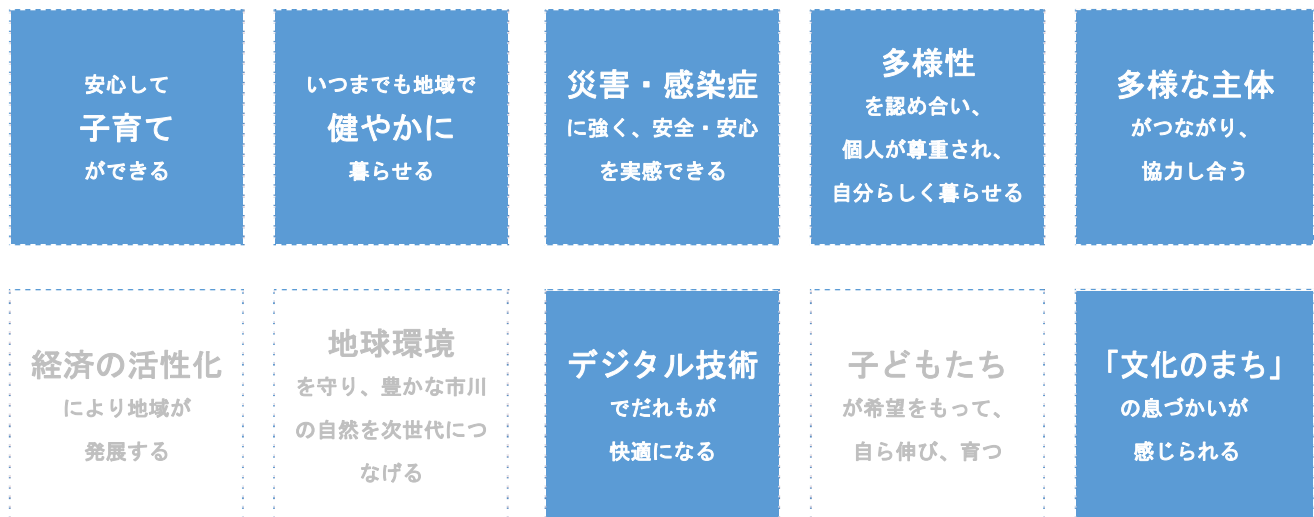 安心して
子育て
ができる
いつまでも地域で
健やかに
暮らせる
災害・感染症
に強く、安全・安心
を実感できる
多様性
を認め合い、
個人が尊重され、
自分らしく暮らせる
多様な主体
がつながり、
協力し合う
経済の活性化
により地域が
発展する
地球環境
を守り、豊かな市川
の自然を次世代につ
なげる
デジタル技術
でだれもが
快適になる
子どもたち
が希望をもって、
自ら伸び、育つ
「文化のまち」
の息づかいが
感じられる